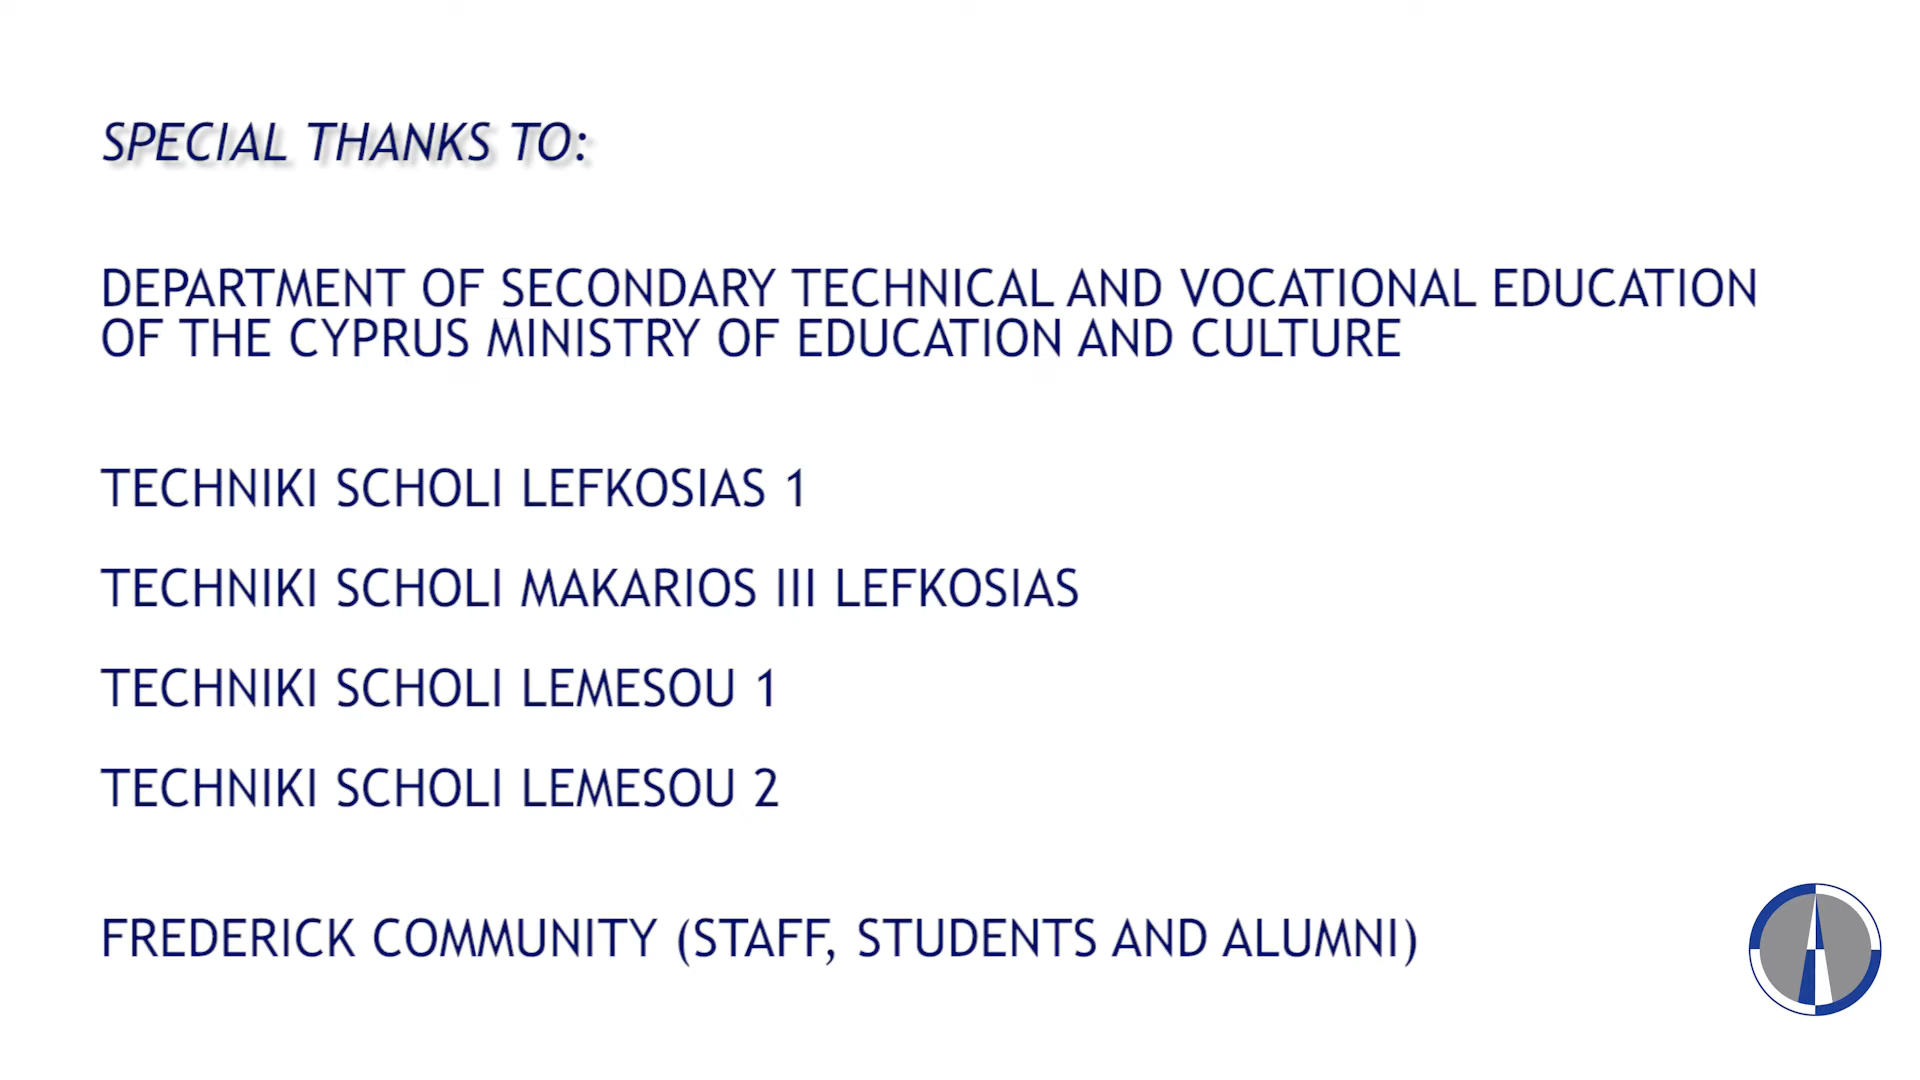 SPECIAL THANKS TO:
DEPARTMENT OF SECONDARY TECHNICAL AND VOCATIONAL EDUCATION
OF THE CYPRUS MINISTRY OF EDUCATION AND CULTURE
TECHNIKI SCHOLI LEFKOSIAS 1
TECHNIKI SCHOLI MAKARIOS III LEFKOSIAS
TECHNIKI SCHOLI LEMESOU 1
TECHNIKI SCHOLI LEMESOU 2
FREDERICK COMMUNITY (STAFF, STUDENTS AND ALUMNI)